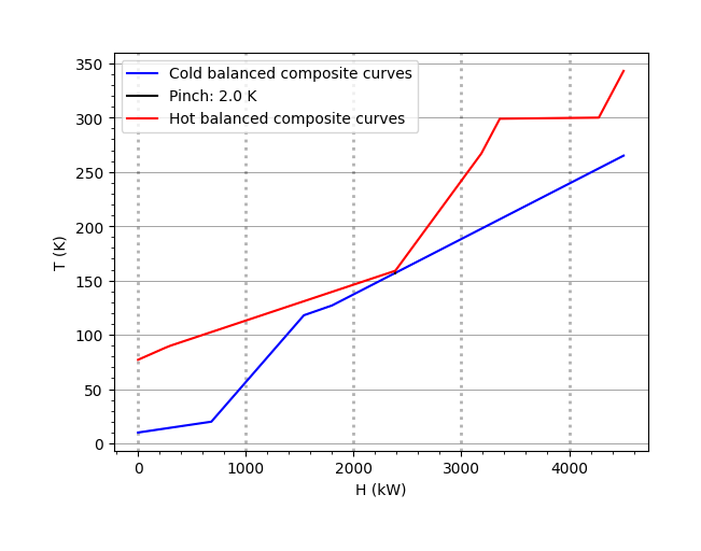 350
300
250
200
150
100
50
0
T (K)
Cold balanced composite curves
Pinch: 2.0 K
Hot balanced composite curves
0 1000 2000 3000 4000
H (kW)